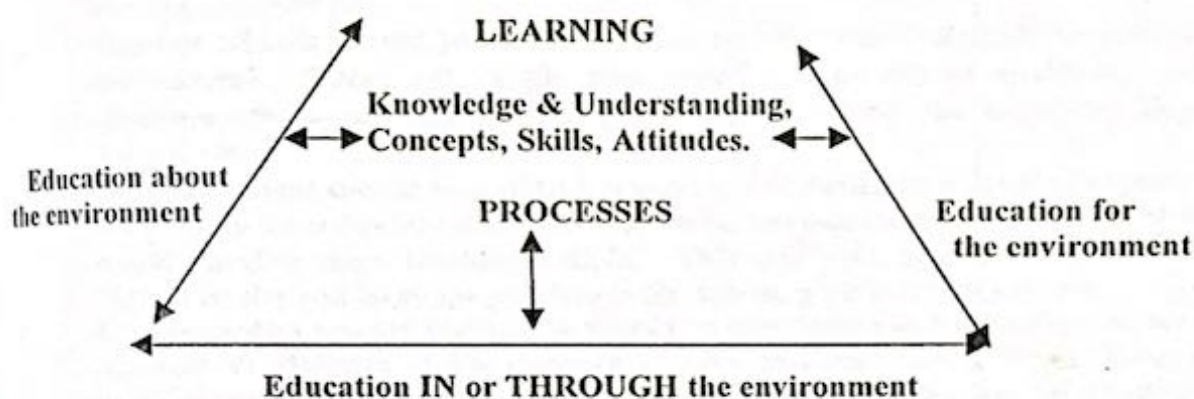 LEARNING
Knowledge & Understanding,
Concepts, Skills, Attitudes.
Education about
the environment
PROCESSES
Education for
the environment
Education IN or THROUGH the environment